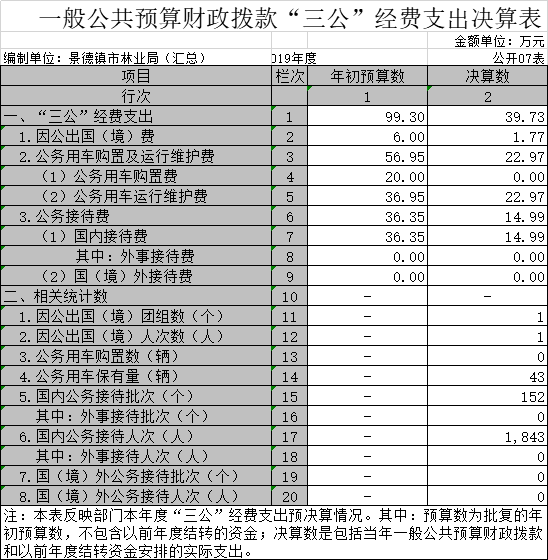 一般公共预算财政拨款“三公”经费支出决算表
金额单位：万元
编制单位：景德镇市林业局（汇总） 019年度 公开07表
项目 栏次 年初预算数 决算数
行次 1 2
一、“三公”经费支出 1 99.30 39.73
1.因公出国（境）费 2 6.00 1.77
2.公务用车购置及运行维护费 3 56.95 22.97
（1）公务用车购置费 4 20.00 0.00
（2）公务用车运行维护费 5 36.95 22.97
3.公务接待费 6 36.35 14.99
（1）国内接待费 7 36.35 14.99
其中：外事接待费 8 0.00 0.00
（2）国（境）外接待费 9 0.00 0.00
二、相关统计数 10 － －
1.因公出国（境）团组数（个） 11 － 1
2.因公出国（境）人次数（人） 12 － 1
3.公务用车购置数（辆） 13 － 0
4.公务用车保有量（辆） 14 － 43
5.国内公务接待批次（个） 15 － 152
其中：外事接待批次（个） 16 － 0
6.国内公务接待人次（人） 17 － 1,843
其中：外事接待人次（人） 18 － 0
7.国（境）外公务接待批次（个） 19 － 0
8.国（境）外公务接待人次（人） 20 － 0
注：本表反映部门本年度“三公”经费支出预决算情况。其中：预算数为批复的年
初预算数，不包含以前年度结转的资金；决算数是包括当年一般公共预算财政拨款
和以前年度结转资金安排的实际支出。